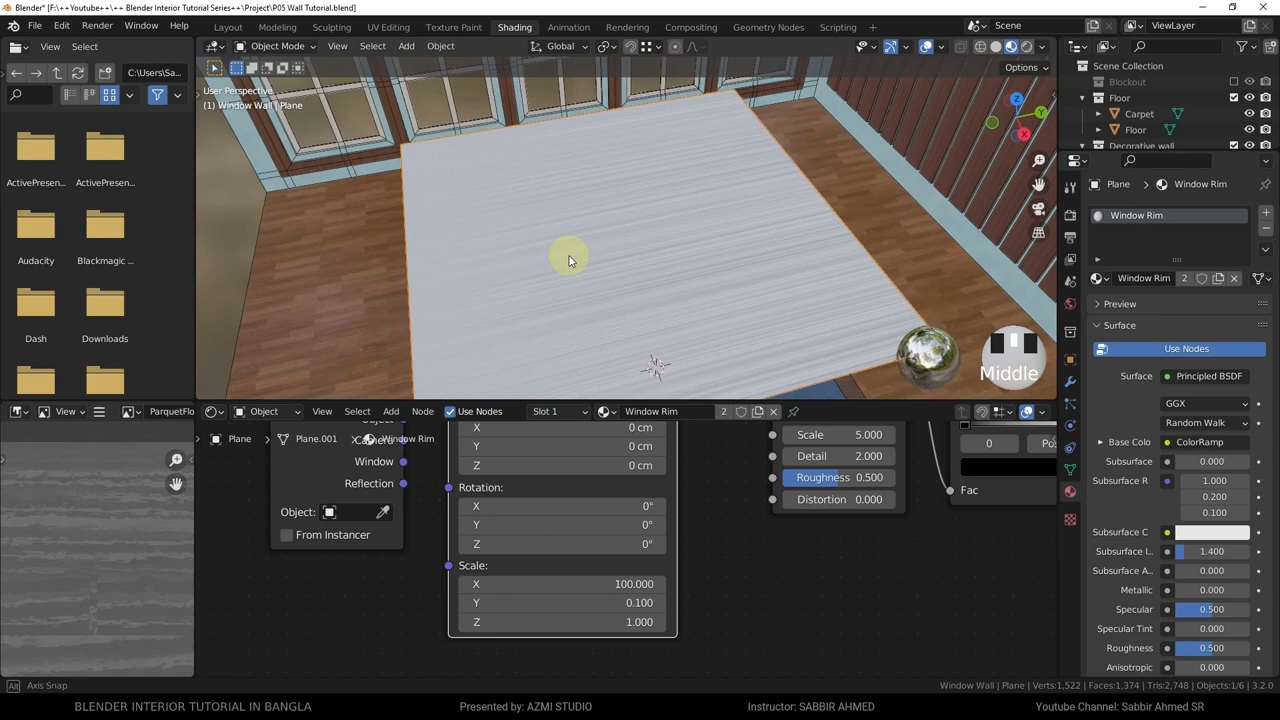 Blender* [F:\++Youtube++\++ Blender Interior Tutorial Series++\Project\P05 Wall Tutorial.blend]
File Edit Render Window Help Layout Modeling Sculpting UV Editing Texture Paint Shading Animation Rendering Compositing Geometry Nodes Scripting Scene ViewLayer
View Select Object Mode View Select Add Object Global
Options
C:\Users\Sa...
User Perspective
(1) Window Wall | Plane
Z
Y
X
Scene Collection
Blockout
Floor
Carpet
Floor
Decorative wall
ActivePresen...
ActivePresen...
Audacity
Blackmagic ...
Dash
Downloads
Middle
Plane Window Rim
Window Rim
Window Rim 2
Preview
Surface
Use Nodes
Surface Principled BSDF
GGX
Random Walk
Base Col ColorRamp
Subsurface 0.000
Subsurface R 1.000
0.200
0.100
Subsurface C
Subsurface I... 1.400
Subsurface A... 0.000
Metallic 0.000
Specular 0.500
Specular Tint 0.000
Roughness 0.500
Anisotropic 0.000
View ParquetFlo
Object View Select Add Node Use Nodes Slot 1 Window Rim 2
Plane Plane.001 Window Rim
Window
Reflection
Object:
From Instancer
X 0 cm
Y 0 cm
Z 0 cm
Rotation:
X 0°
Y 0°
Z 0°
Scale:
X 100.000
Y 0.100
Z 1.000
Scale 5.000
Detail 2.000
Roughness 0.500
Distortion 0.000
0 Pos
Fac
Alt Axis Snap
Window Wall | Plane | Verts:1,522 | Faces:1,374 | Tris:2,748 | Objects:1/6 | 3.2.0
BLENDER INTERIOR TUTORIAL IN BANGLA Presented by: AZMI STUDIO Instructor: SABBIR AHMED Youtube Channel: Sabbir Ahmed SR